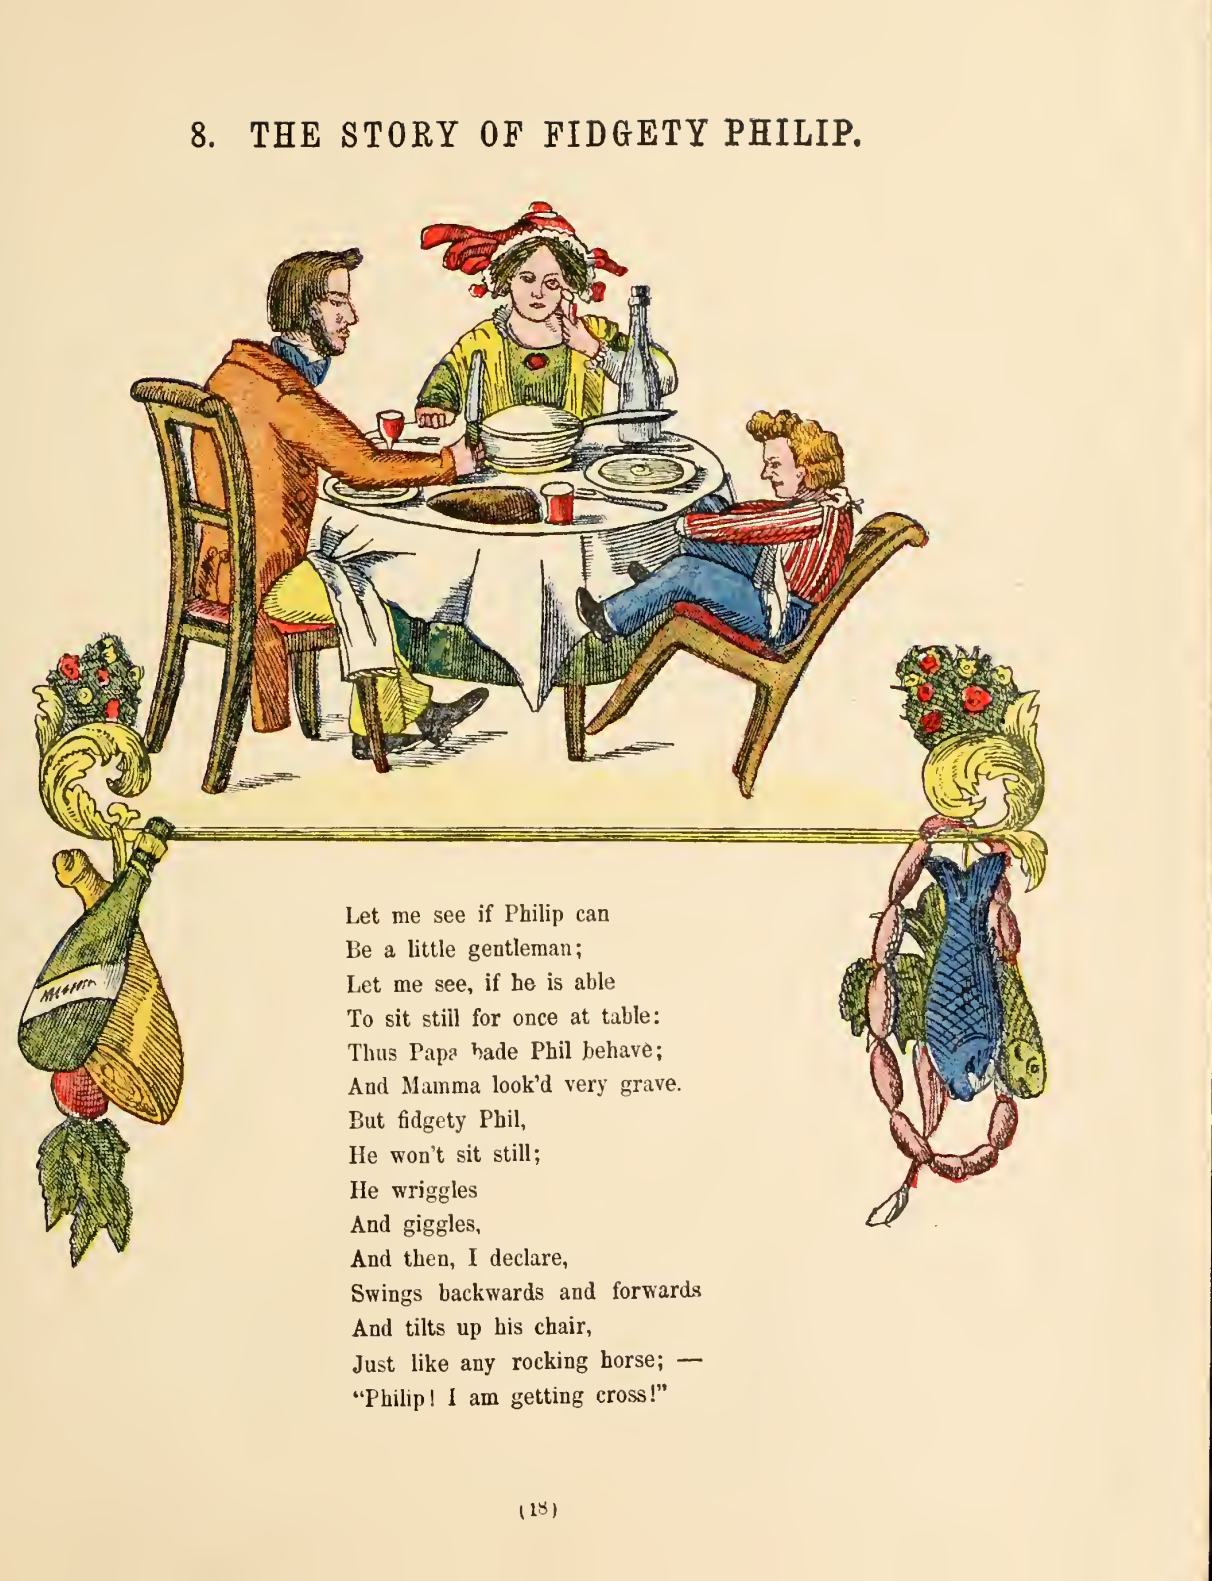 8. THE STORY OF FIDGETY PHILIP.
Let me see if Philip can
Be a little gentleman;
Let me see, if he is able
To sit still for once at table:
Thus Papa bade Phil behave;
And Mamma look'd very grave.
But fidgety Phil,
He won't sit still;
He wriggles
And giggles,
And then, I declare,
Swings backwards and forwards
And tilts up his chair,
Just like any rocking horse; —
“Philip! I am getting cross!”
(18)